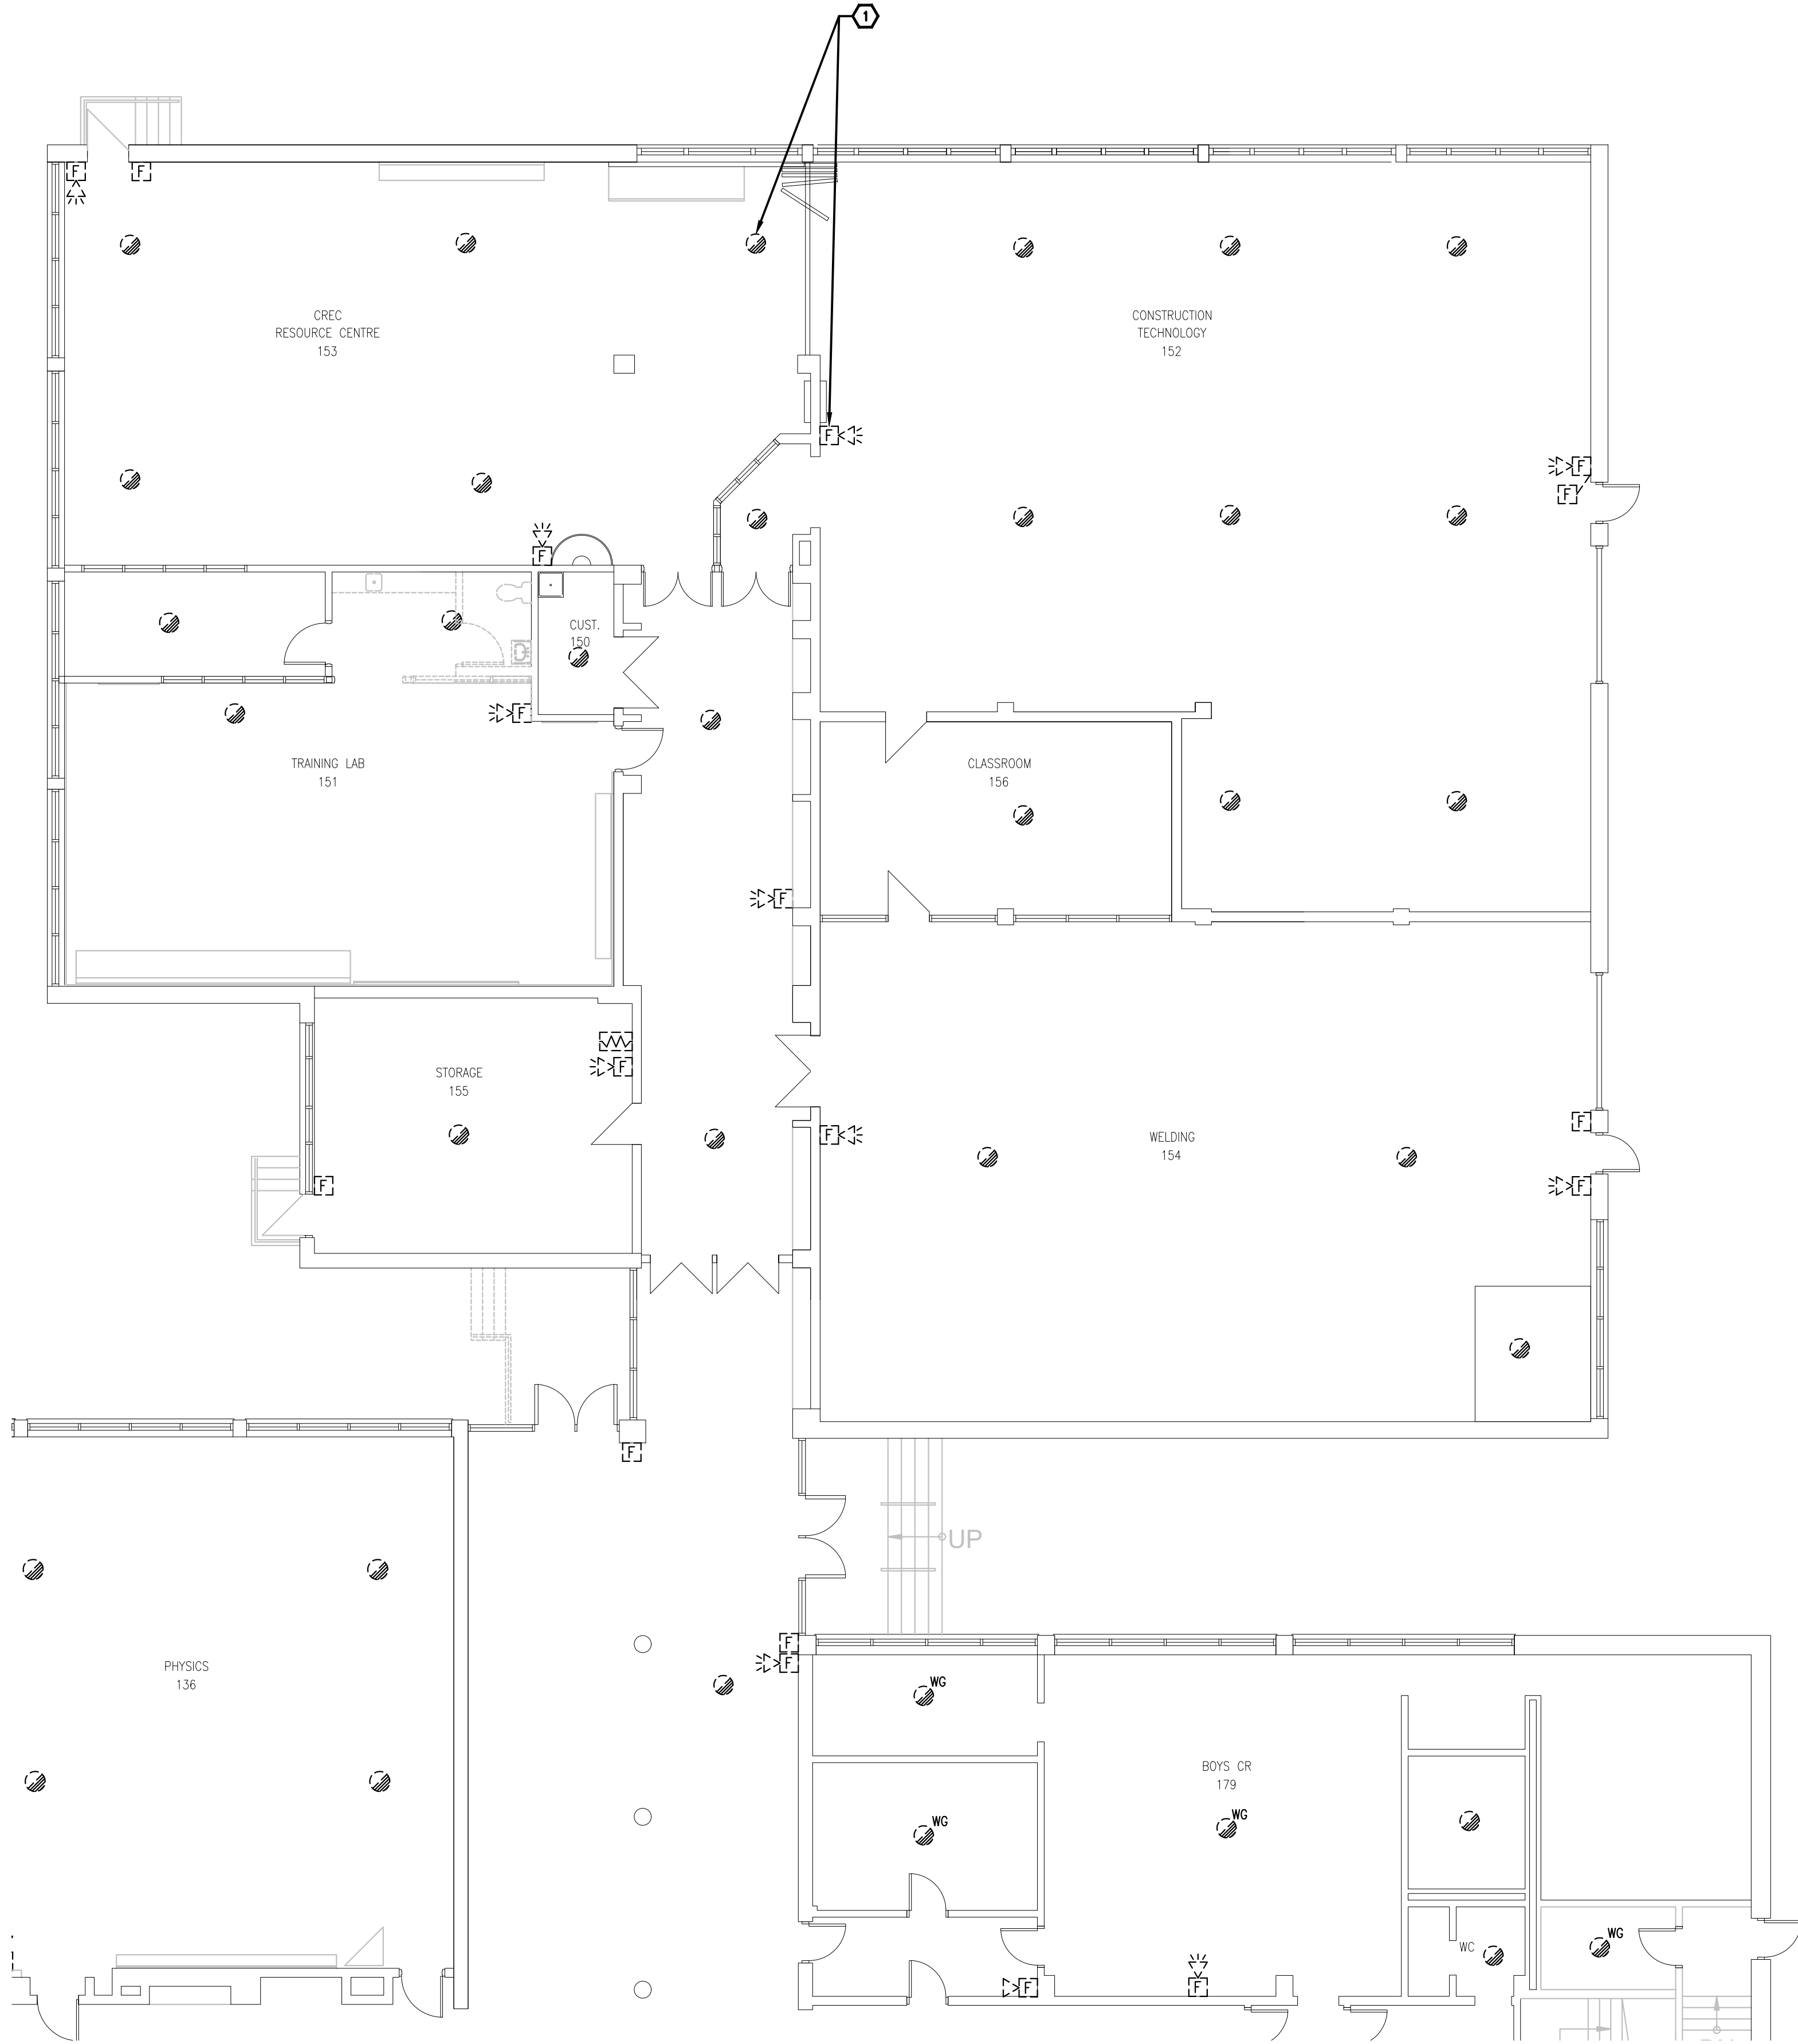 1
F
F
CREC
RESOURCE CENTRE
153
CONSTRUCTION
TECHNOLOGY
152
F
F
F
F
CUST.
150
F
TRAINING LAB
151
CLASSROOM
156
F
STORAGE
155
F
F
WELDING
154
F
F
F
F
UP
F
F
PHYSICS
136
WG
BOYS CR
179
WG
WG
WG
WC
F
F